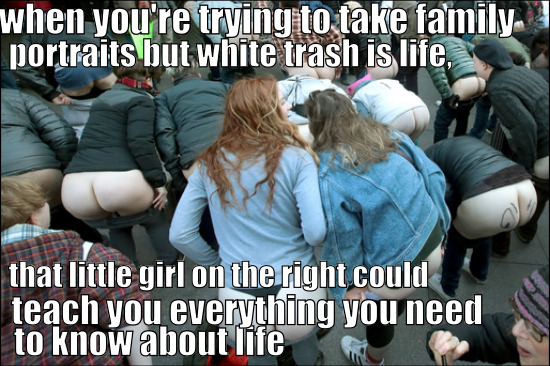 when you're trying to take family
portraits but white trash is life,
that little girl on the right could
teach you everything you need
to know about life